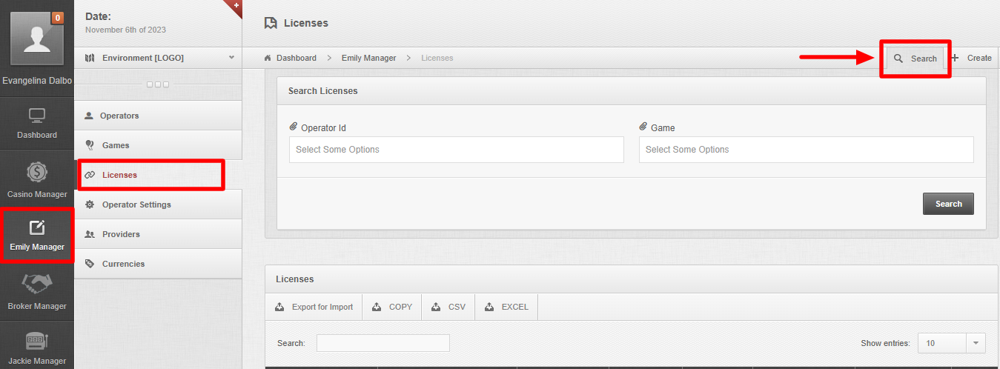 0
Evangelina Dalbo
Dashboard
Casino Manager
Emily Manager
Broker Manager
Jackie Manager
Date:
November 6th of 2023
Environment [LOGO]
Operators
Games
Licenses
Operator Settings
Providers
Currencies
Licenses
Dashboard > Emily Manager > Licenses
Search
Create
Search Licenses
Operator Id
Select Some Options
Game
Select Some Options
Search
Licenses
Export for Import
COPY
CSV
EXCEL
Search:
Show entries:
10